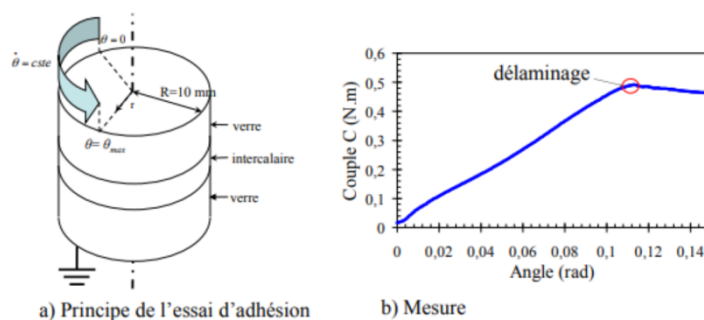 θ=0
θ̇=cste
R=10 mm
r
θ=θmax
verre
intercalaire
verre
a) Principe de l'essai d'adhésion
0,6
0,5
0,4
0,3
0,2
0,1
0
Couple C (N.m)
délaminage
0 0,02 0,04 0,06 0,08 0,1 0,12 0,14
Angle (rad)
b) Mesure